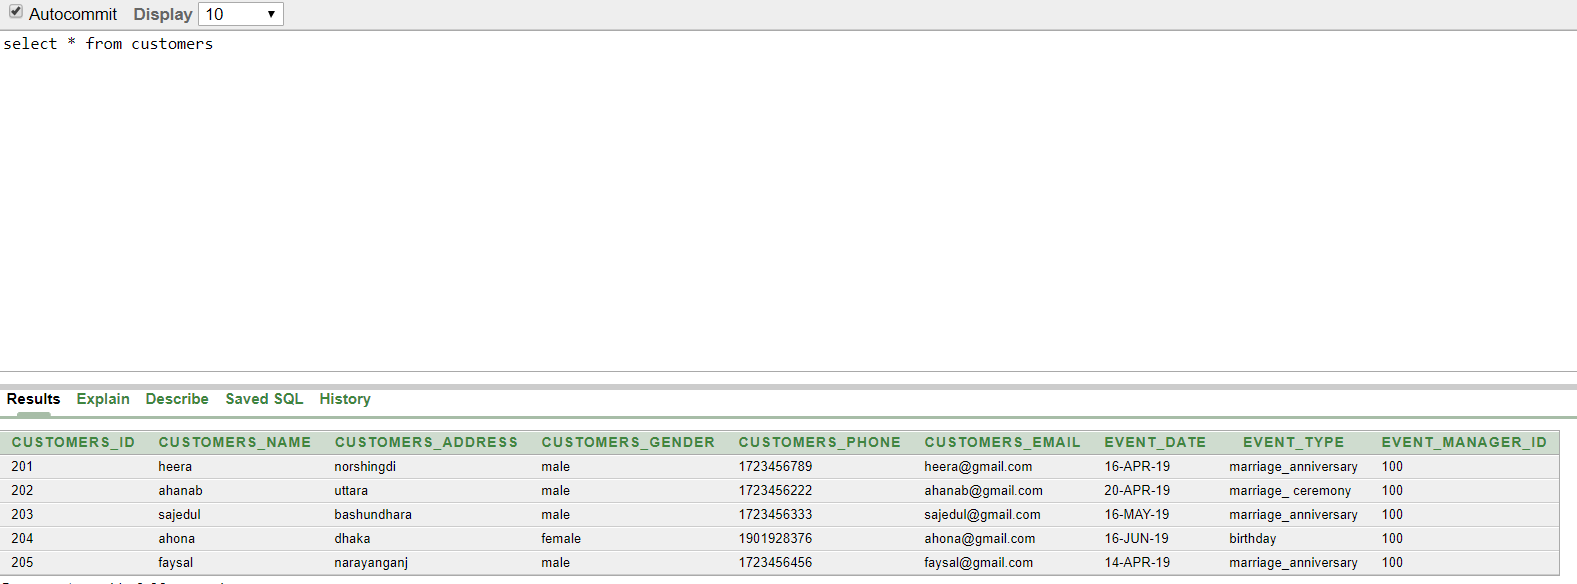 Autocommit Display 10
select * from customers
Results Explain Describe Saved SQL History
CUSTOMERS_ID CUSTOMERS_NAME CUSTOMERS_ADDRESS CUSTOMERS_GENDER CUSTOMERS_PHONE CUSTOMERS_EMAIL EVENT_DATE EVENT_TYPE EVENT_MANAGER_ID
201 heera norshingdi male 1723456789 heera@gmail.com 16-APR-19 marriage_anniversary 100
202 ahanab uttara male 1723456222 ahanab@gmail.com 20-APR-19 marriage_ ceremony 100
203 sajedul bashundhara male 1723456333 sajedul@gmail.com 16-MAY-19 marriage_anniversary 100
204 ahona dhaka female 1901928376 ahona@gmail.com 16-JUN-19 birthday 100
205 faysal narayanganj male 1723456456 faysal@gmail.com 14-APR-19 marriage_anniversary 100